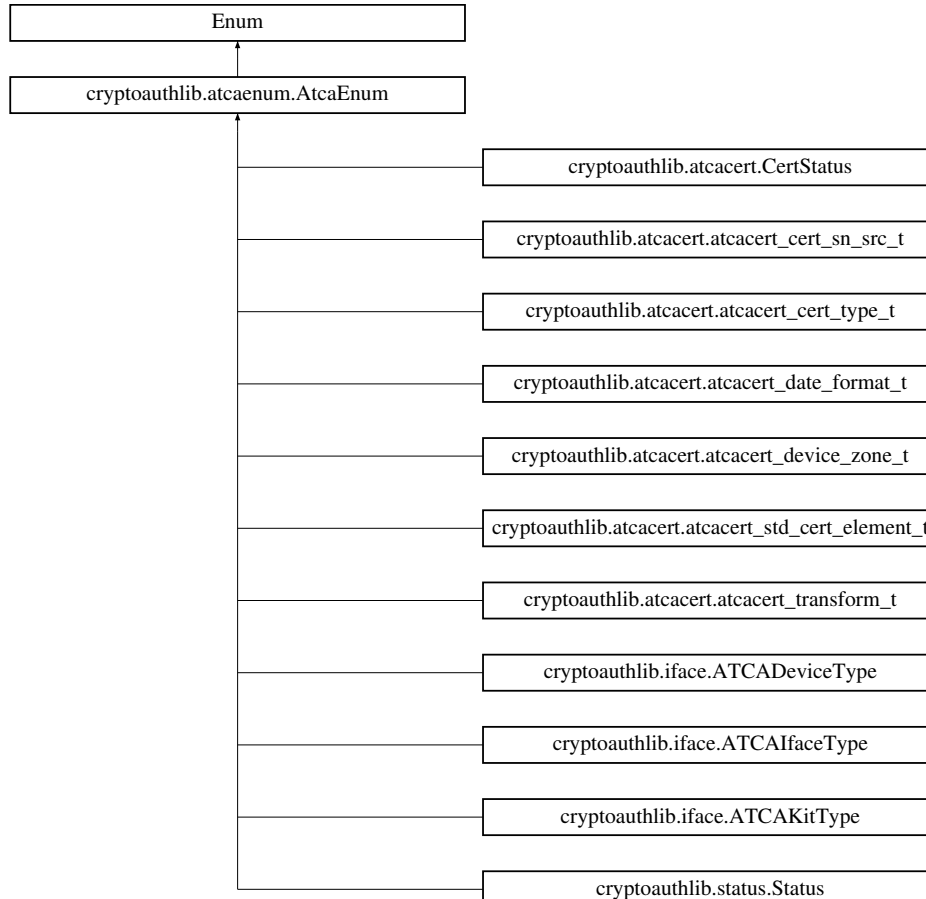 Enum
cryptoauthlib.atcaenum.AtcaEnum
cryptoauthlib.atcacert.CertStatus
cryptoauthlib.atcacert.atcacert_cert_sn_src_t
cryptoauthlib.atcacert.atcacert_cert_type_t
cryptoauthlib.atcacert.atcacert_date_format_t
cryptoauthlib.atcacert.atcacert_device_zone_t
cryptoauthlib.atcacert.atcacert_std_cert_element_t
cryptoauthlib.atcacert.atcacert_transform_t
cryptoauthlib.iface.ATCADeviceType
cryptoauthlib.iface.ATCAIfaceType
cryptoauthlib.iface.ATCAKitType
cryptoauthlib.status.Status